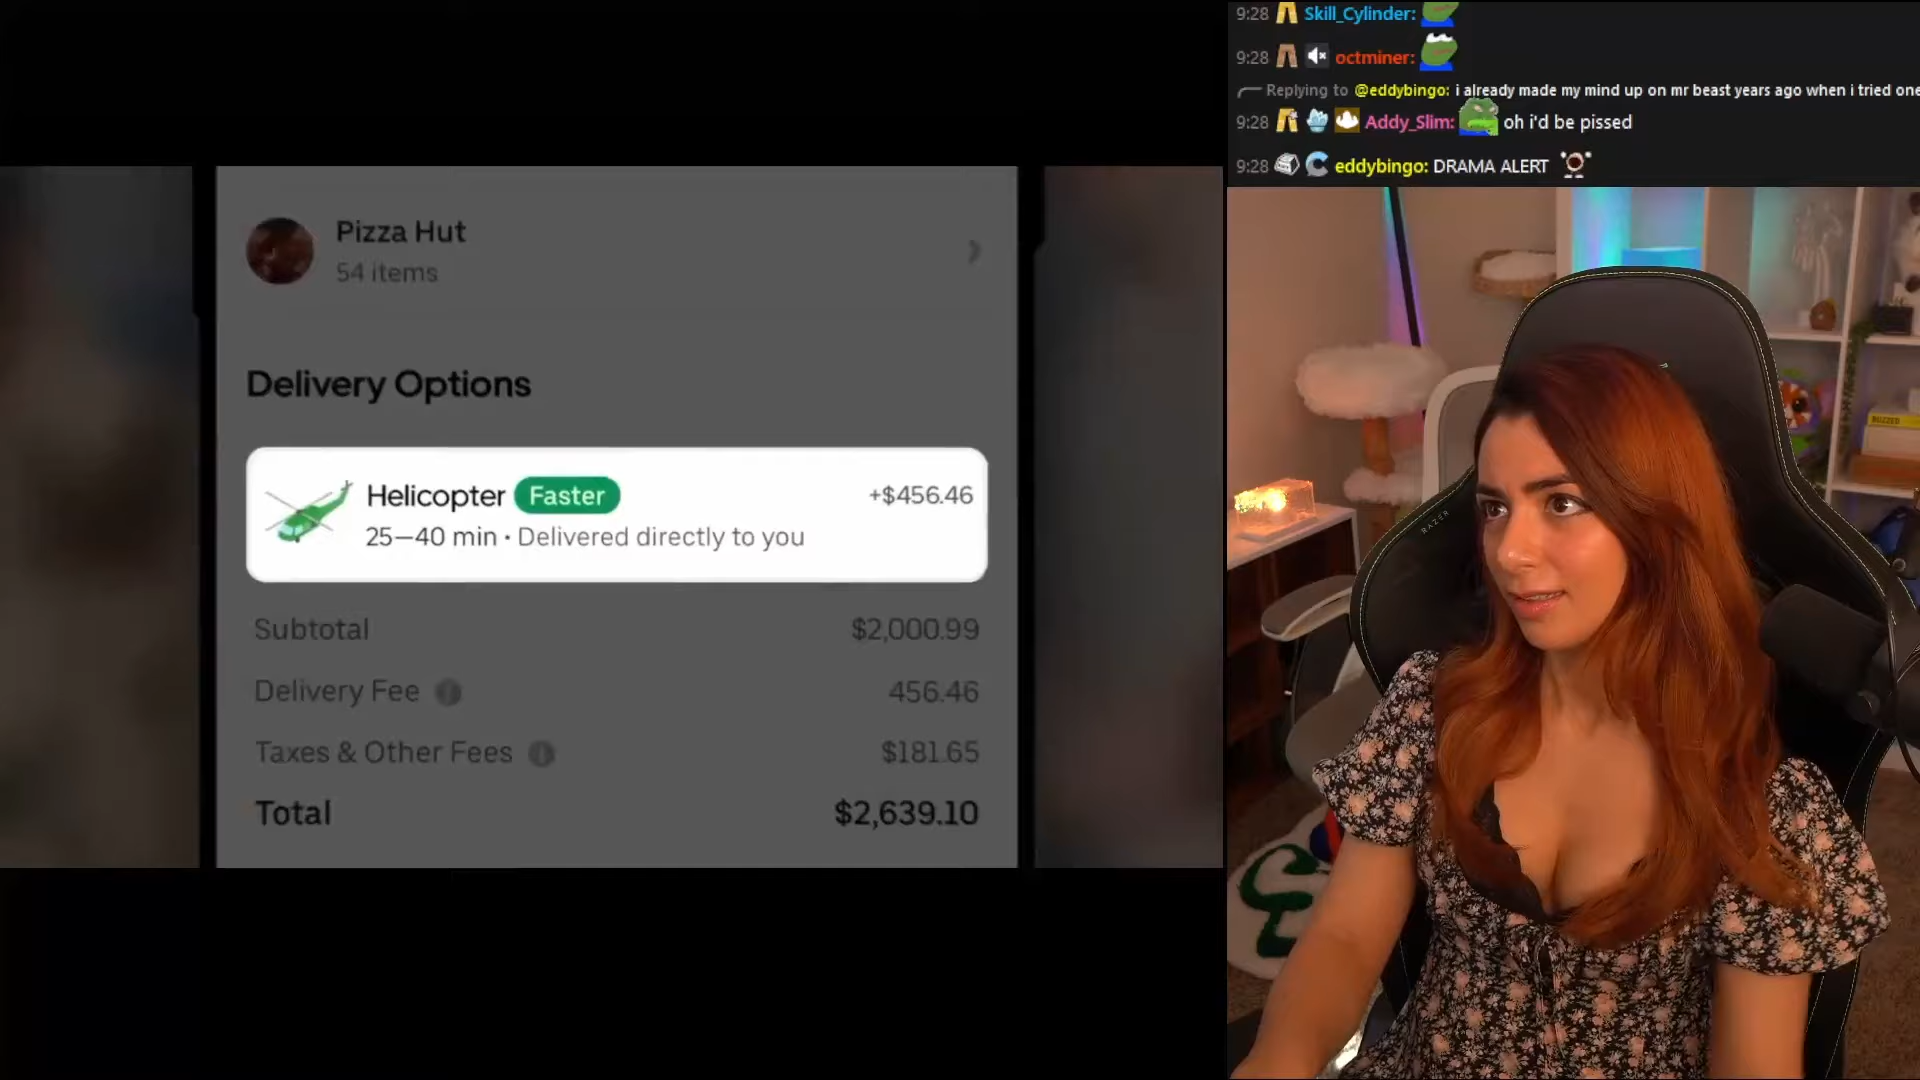 Pizza Hut
54 items
Delivery Options
Helicopter Faster +$456.46
25—40 min • Delivered directly to you
Subtotal $2,000.99
Delivery Fee 456.46
Taxes & Other Fees $181.65
Total $2,639.10
9:28 Skill_Cylinder:
9:28 octminer:
Replying to @eddybingo: i already made my mind up on mr beast years ago when i tried one
9:28 Addy_Slim: oh i'd be pissed
9:28 eddybingo: DRAMA ALERT
RAZER
BUZZED